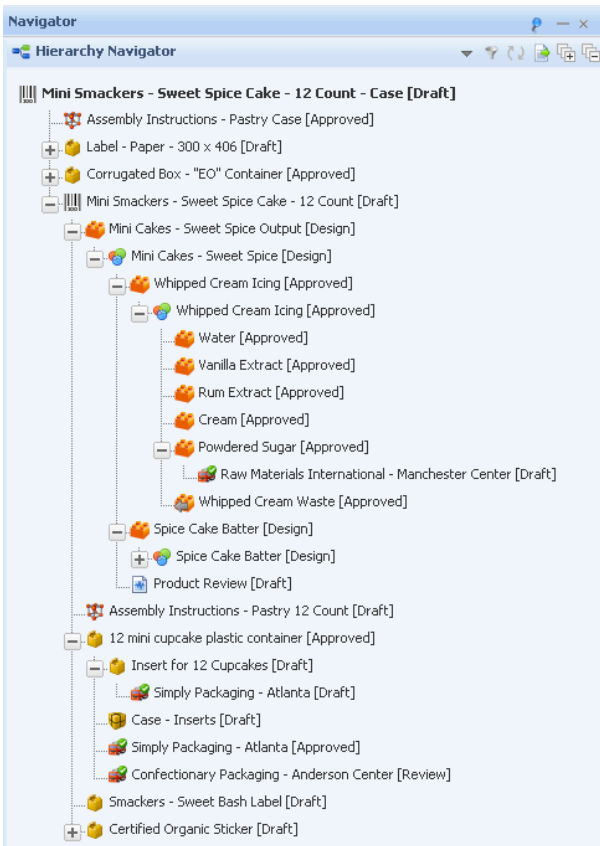 Navigator
Hierarchy Navigator
Mini Smackers - Sweet Spice Cake - 12 Count - Case [Draft]
Assembly Instructions - Pastry Case [Approved]
Label - Paper - 300 x 406 [Draft]
Corrugated Box - "EO" Container [Approved]
Mini Smackers - Sweet Spice Cake - 12 Count [Draft]
Mini Cakes - Sweet Spice Output [Design]
Mini Cakes - Sweet Spice [Design]
Whipped Cream Icing [Approved]
Whipped Cream Icing [Approved]
Water [Approved]
Vanilla Extract [Approved]
Rum Extract [Approved]
Cream [Approved]
Powdered Sugar [Approved]
Raw Materials International - Manchester Center [Draft]
Whipped Cream Waste [Approved]
Spice Cake Batter [Design]
Spice Cake Batter [Design]
Product Review [Draft]
Assembly Instructions - Pastry 12 Count [Draft]
12 mini cupcake plastic container [Approved]
Insert for 12 Cupcakes [Draft]
Simply Packaging - Atlanta [Draft]
Case - Inserts [Draft]
Simply Packaging - Atlanta [Approved]
Confectionary Packaging - Anderson Center [Review]
Smackers - Sweet Bash Label [Draft]
Certified Organic Sticker [Draft]